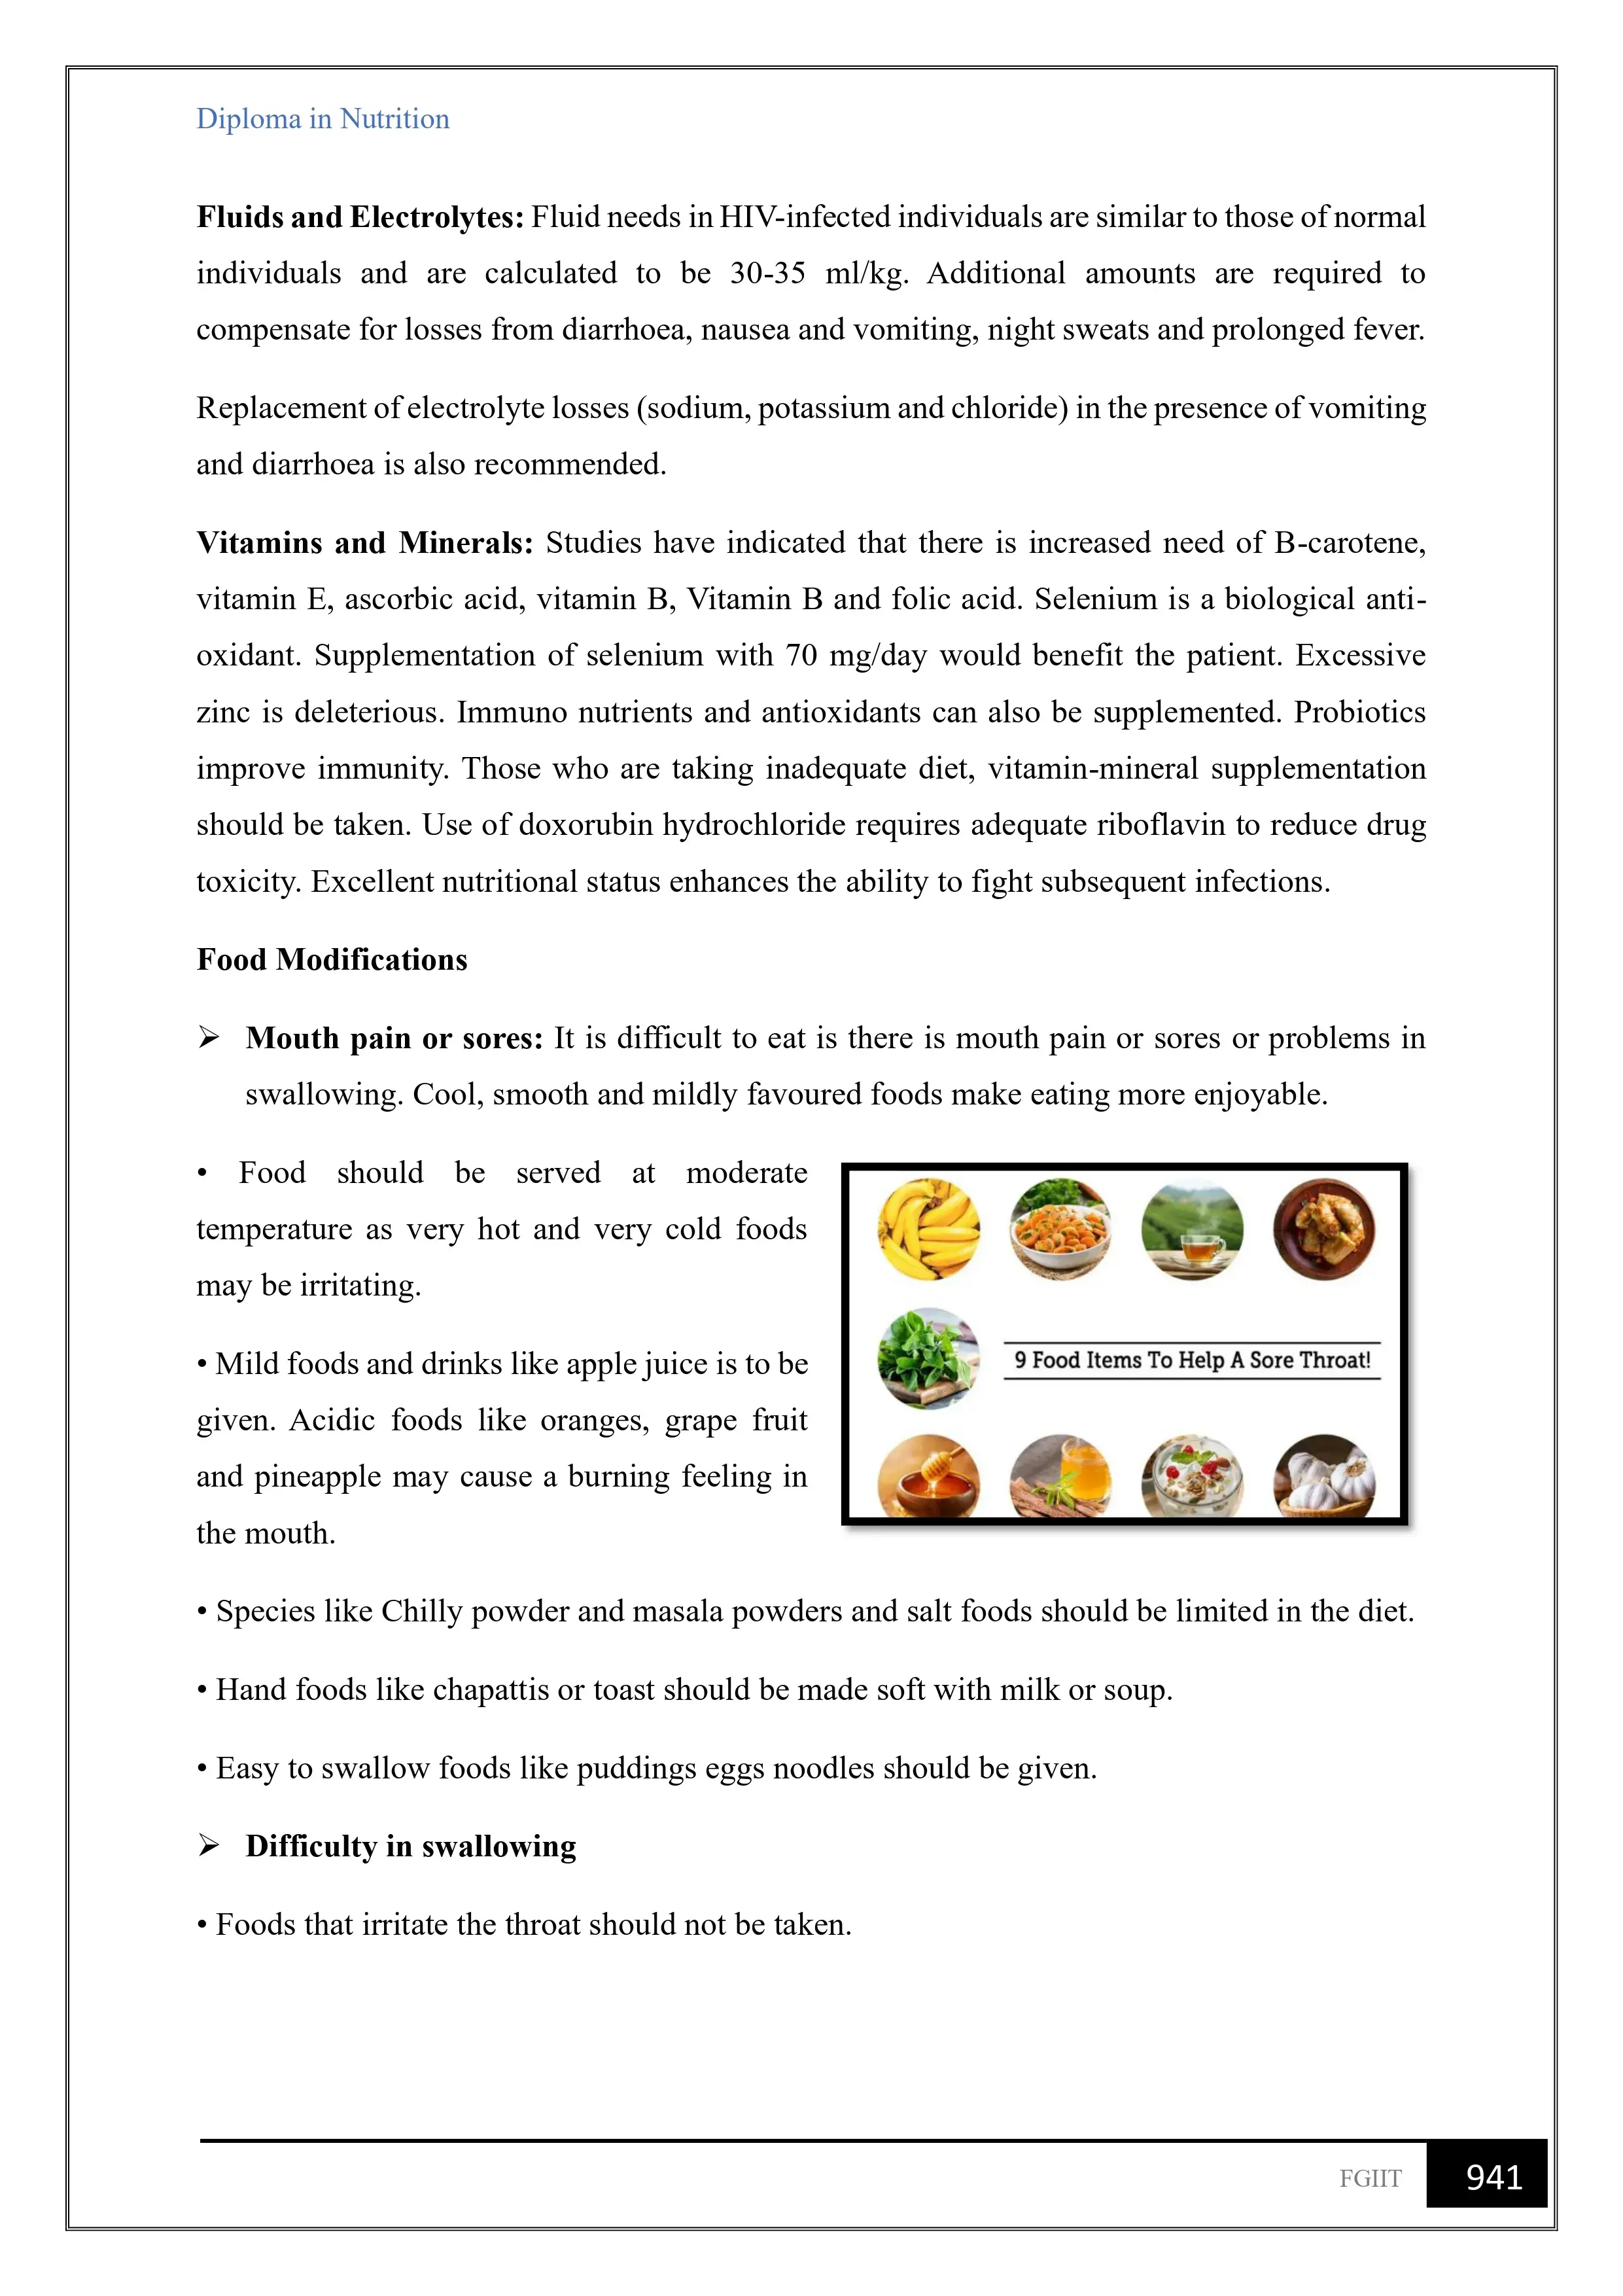 Diploma in Nutrition
Fluids and Electrolytes: Fluid needs in HIV-infected individuals are similar to those of normal
individuals and are calculated to be 30-35 ml/kg. Additional amounts are required to
compensate for losses from diarrhoea, nausea and vomiting, night sweats and prolonged fever.
Replacement of electrolyte losses (sodium, potassium and chloride) in the presence of vomiting
and diarrhoea is also recommended.
Vitamins and Minerals: Studies have indicated that there is increased need of B-carotene,
vitamin E, ascorbic acid, vitamin B, Vitamin B and folic acid. Selenium is a biological anti-
oxidant. Supplementation of selenium with 70 mg/day would benefit the patient. Excessive
zinc is deleterious. Immuno nutrients and antioxidants can also be supplemented. Probiotics
improve immunity. Those who are taking inadequate diet, vitamin-mineral supplementation
should be taken. Use of doxorubin hydrochloride requires adequate riboflavin to reduce drug
toxicity. Excellent nutritional status enhances the ability to fight subsequent infections.
Food Modifications
➢ Mouth pain or sores: It is difficult to eat is there is mouth pain or sores or problems in
swallowing. Cool, smooth and mildly favoured foods make eating more enjoyable.
• Food should be served at moderate
temperature as very hot and very cold foods
may be irritating.
• Mild foods and drinks like apple juice is to be
given. Acidic foods like oranges, grape fruit
and pineapple may cause a burning feeling in
the mouth.
9 Food Items To Help A Sore Throat!
• Species like Chilly powder and masala powders and salt foods should be limited in the diet.
• Hand foods like chapattis or toast should be made soft with milk or soup.
• Easy to swallow foods like puddings eggs noodles should be given.
➢ Difficulty in swallowing
• Foods that irritate the throat should not be taken.
FGIIT 941